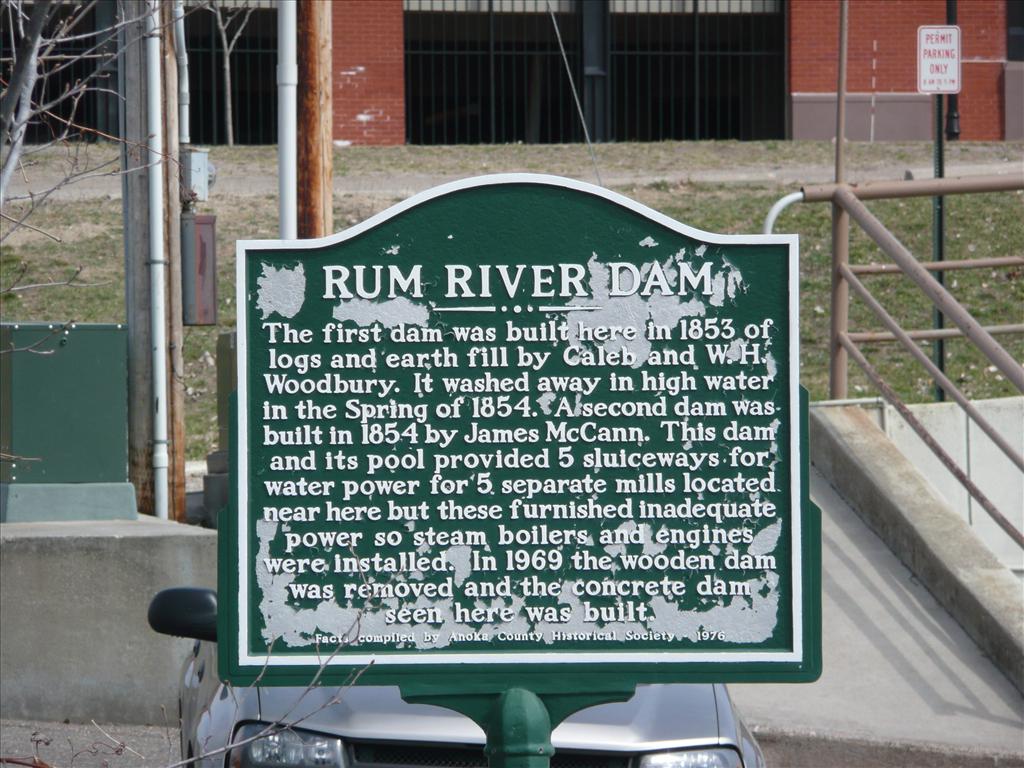 PERMIT
PARKING
ONLY
RUM RIVER DAM
The first dam was built here in 1853 of
logs and earth fill by Caleb and W. H.
Woodbury. It washed away in high water
in the Spring of 1854. A second dam was
built in 1854 by James McCann. This dam
and its pool provided 5 sluiceways for
water power for 5 separate mills located
near here but these furnished inadequate
power so steam boilers and engines
were installed. In 1969 the wooden dam
was removed and the concrete dam
seen here was built.
Facts compiled by Anoka County Historical Society 1976